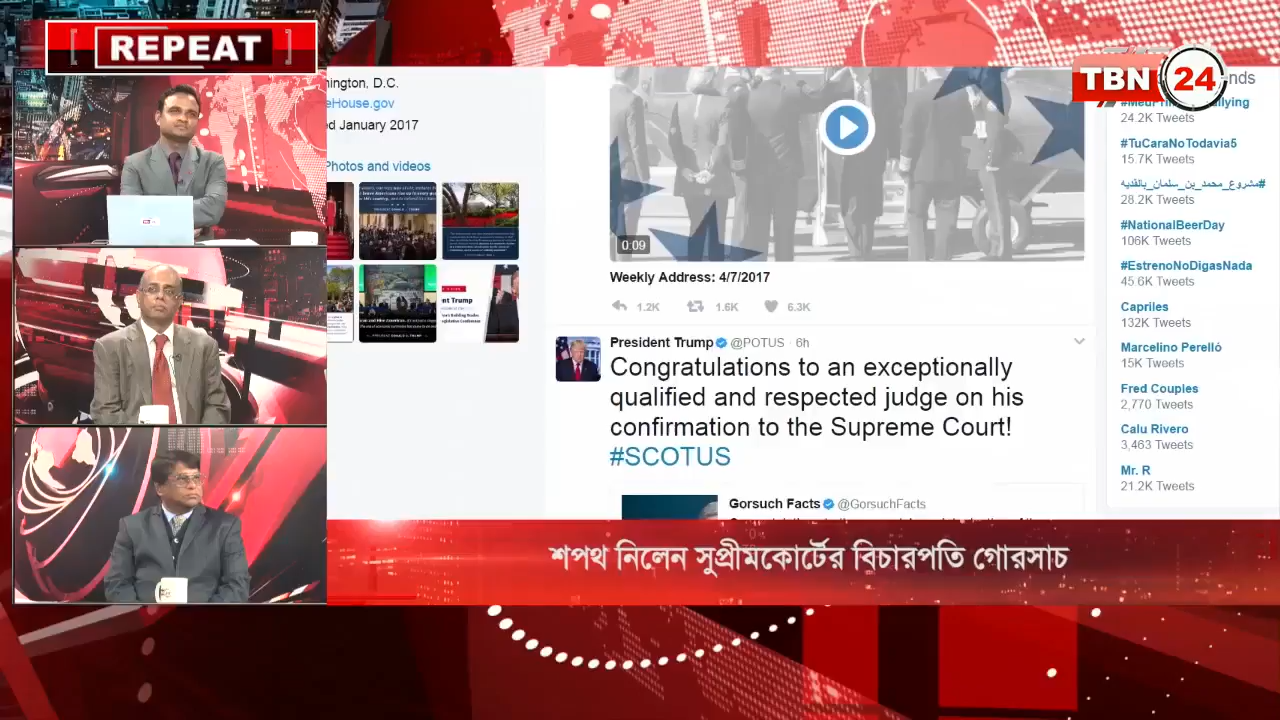 [ REPEAT ]
TBN 24
nds
ington, D.C.
eHouse.gov
ed January 2017
Photos and videos
0:09
Weekly Address: 4/7/2017
1.2K 1.6K 6.3K
President Trump @POTUS · 6h
Congratulations to an exceptionally
qualified and respected judge on his
confirmation to the Supreme Court!
#SCOTUS
Gorsuch Facts @GorsuchFacts
24.2K Tweets
#TuCaraNoTodavia5
15.7K Tweets
#مشروع_محمد_بن_سلمان_بالقديه
28.2K Tweets
#NationalBeerDay
106K Tweets
#EstrenoNoDigasNada
45.6K Tweets
Capriles
132K Tweets
Marcelino Perelló
15K Tweets
Fred Couples
2,770 Tweets
Calu Rivero
3,463 Tweets
Mr. R
21.2K Tweets
শপথ নিলেন সুপ্রীমকোর্টের বিচারপতি গোরসাচ